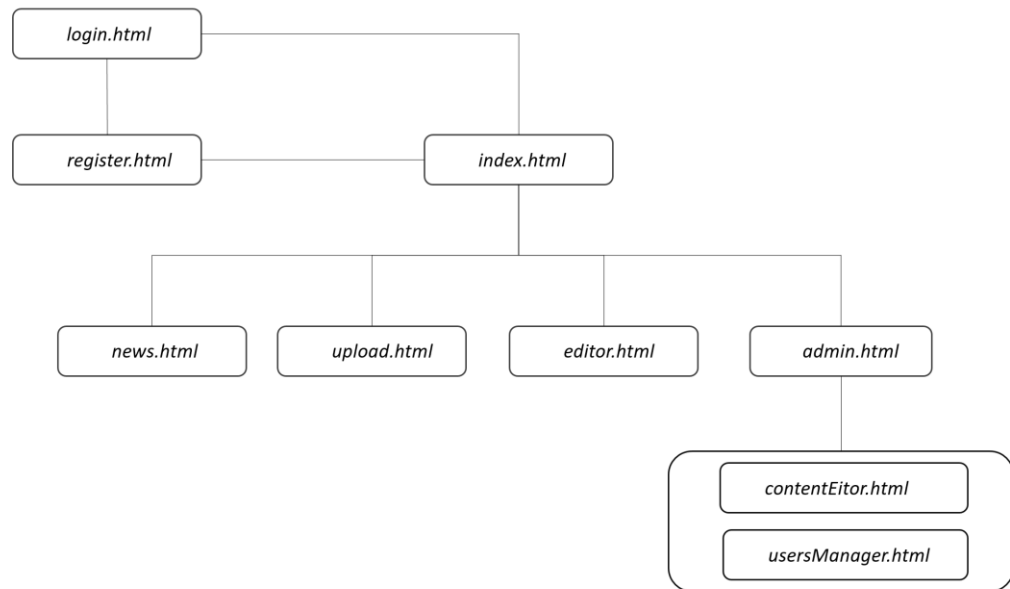 login.html
register.html
index.html
news.html
upload.html
editor.html
admin.html
contentEitor.html
usersManager.html